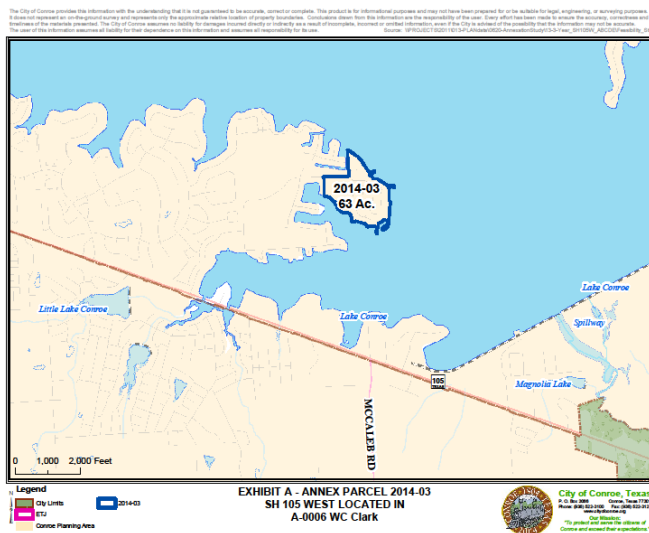 The City of Conroe provides this information with the understanding that it is not guaranteed to be accurate, correct or complete. This product is for informational purposes and may not have been prepared for or be suitable for legal, engineering, or surveying purposes.
It does not represent an on-the-ground survey and represents only the approximate relative location of property boundaries. Conclusions drawn from this information are the responsibility of the user. Every effort has been made to ensure the accuracy, correctness and
timeliness of the materials presented. The City of Conroe assumes no liability for damages incurred directly or indirectly as a result of incomplete, incorrect or omitted information, even if the City is advised of the possibility that the information may not be accurate.
The user of this information assumes all liability for their dependence on this information and assumes all responsibility for its use. Source:
2014-03
63 Ac.
Lake Conroe
Little Lake Conroe
Lake Conroe
Spillway
105
Magnolia Lake
MCCALEB RD
0 1,000 2,000 Feet
Legend
City Limits
2014-03
ETJ
Conroe Planning Area
EXHIBIT A - ANNEX PARCEL 2014-03
SH 105 WEST LOCATED IN
A-0006 WC Clark
City of Conroe, Texas
P. O. Box 3066 Conroe, Texas
Our Mission:
"To protect and serve the citizens of
Conroe and exceed their expectations."